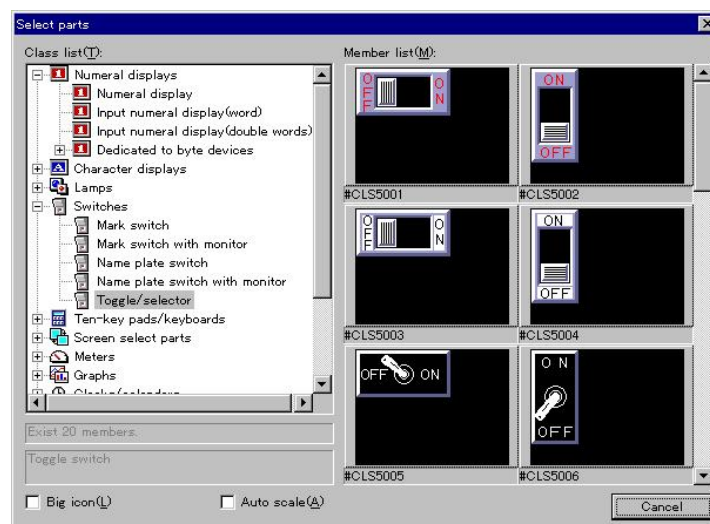 Select parts
Class list(T):
Member list(M):
Numeral displays
Numeral display
Input numeral display(word)
Input numeral display(double words)
Dedicated to byte devices
Character displays
Lamps
Switches
Mark switch
Mark switch with monitor
Name plate switch
Name plate switch with monitor
Toggle/selector
Ten-key pads/keyboards
Screen select parts
Meters
Graphs
Exist 20 members.
Toggle switch
Big icon(L)
Auto scale(A)
OFF ON
#CLS5001
ON
OFF
#CLS5002
OFF ON
#CLS5003
ON
OFF
#CLS5004
OFF ON
#CLS5005
ON
OFF
#CLS5006
Cancel